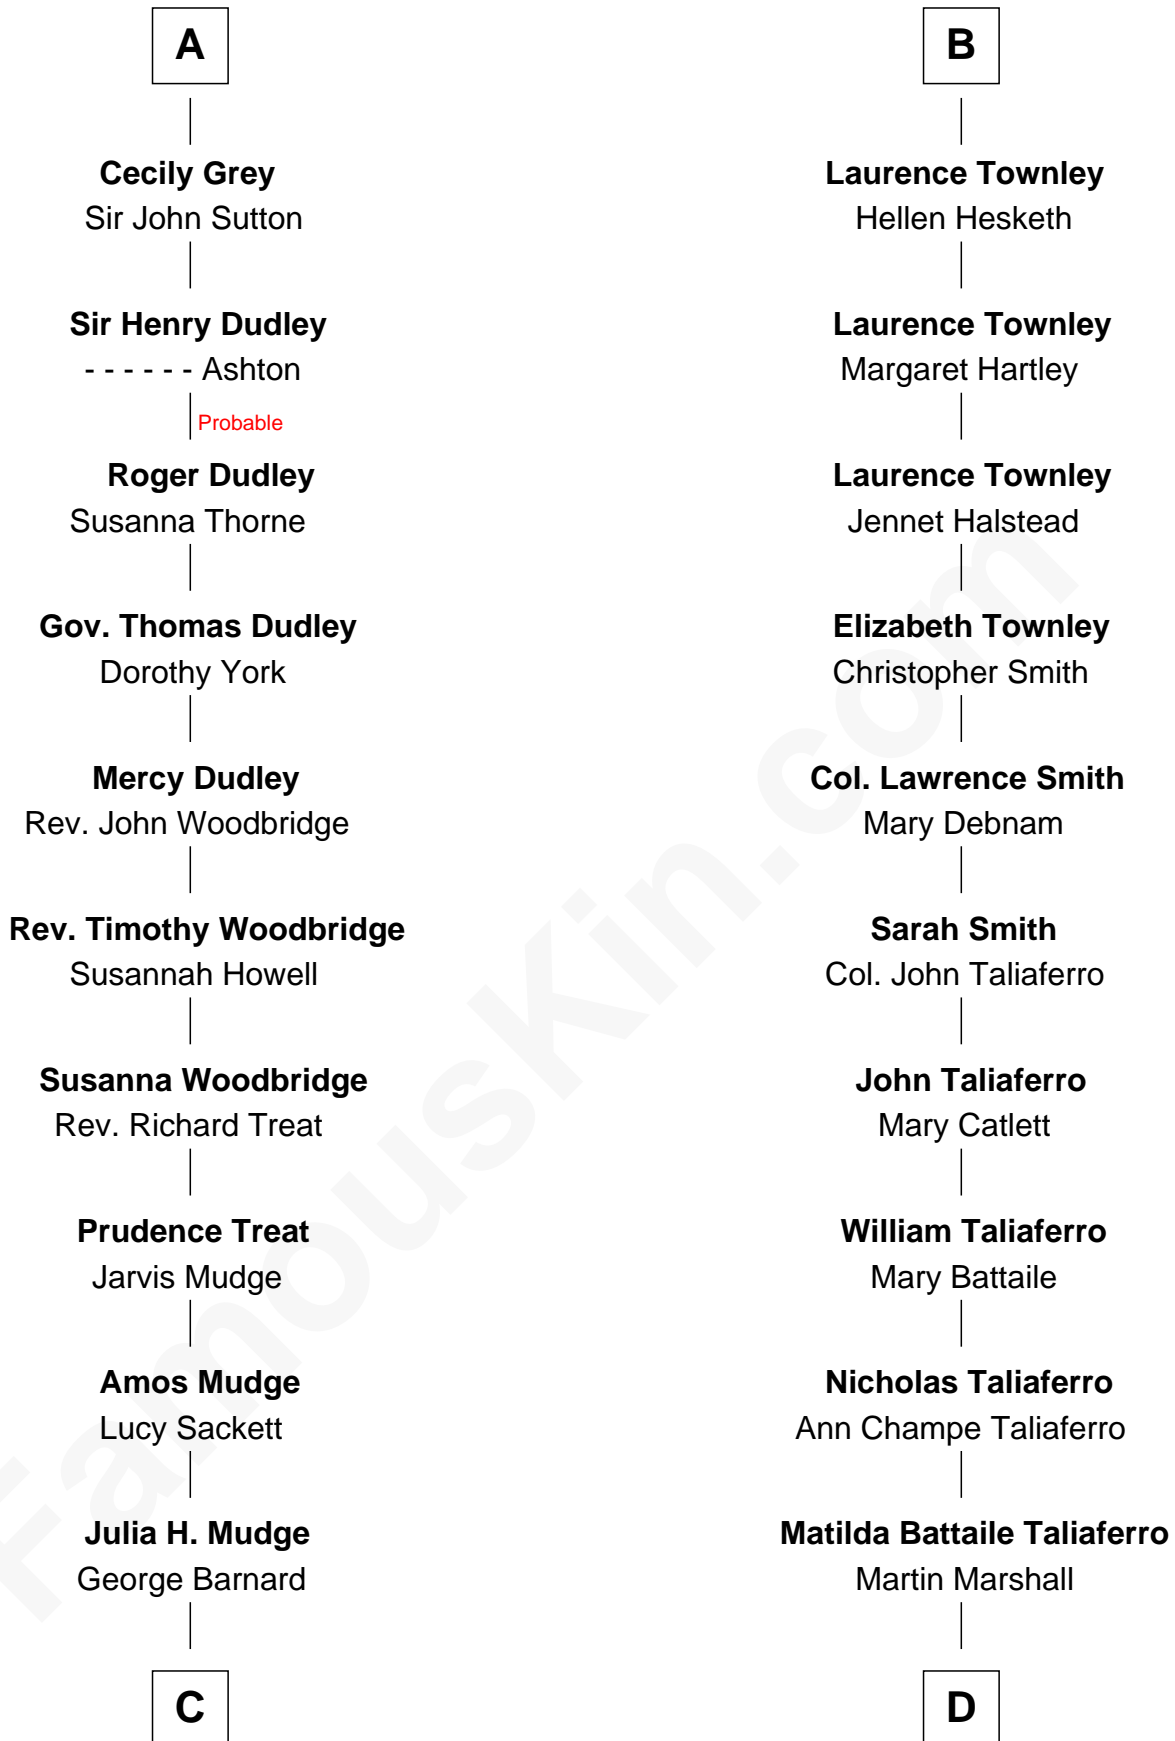 A
Cecily Grey
Sir John Sutton
Sir Henry Dudley
- - - - - - Ashton
Probable
Roger Dudley
Susanna Thorne
Gov. Thomas Dudley
Dorothy York
Mercy Dudley
Rev. John Woodbridge
Rev. Timothy Woodbridge
Susannah Howell
Susanna Woodbridge
Rev. Richard Treat
Prudence Treat
Jarvis Mudge
Amos Mudge
Lucy Sackett
Julia H. Mudge
George Barnard
C
B
Laurence Townley
Hellen Hesketh
Laurence Townley
Margaret Hartley
Laurence Townley
Jennet Halstead
Elizabeth Townley
Christopher Smith
Col. Lawrence Smith
Mary Debnam
Sarah Smith
Col. John Taliaferro
John Taliaferro
Mary Catlett
William Taliaferro
Mary Battaile
Nicholas Taliaferro
Ann Champe Taliaferro
Matilda Battaile Taliaferro
Martin Marshall
D
FamousKin.com